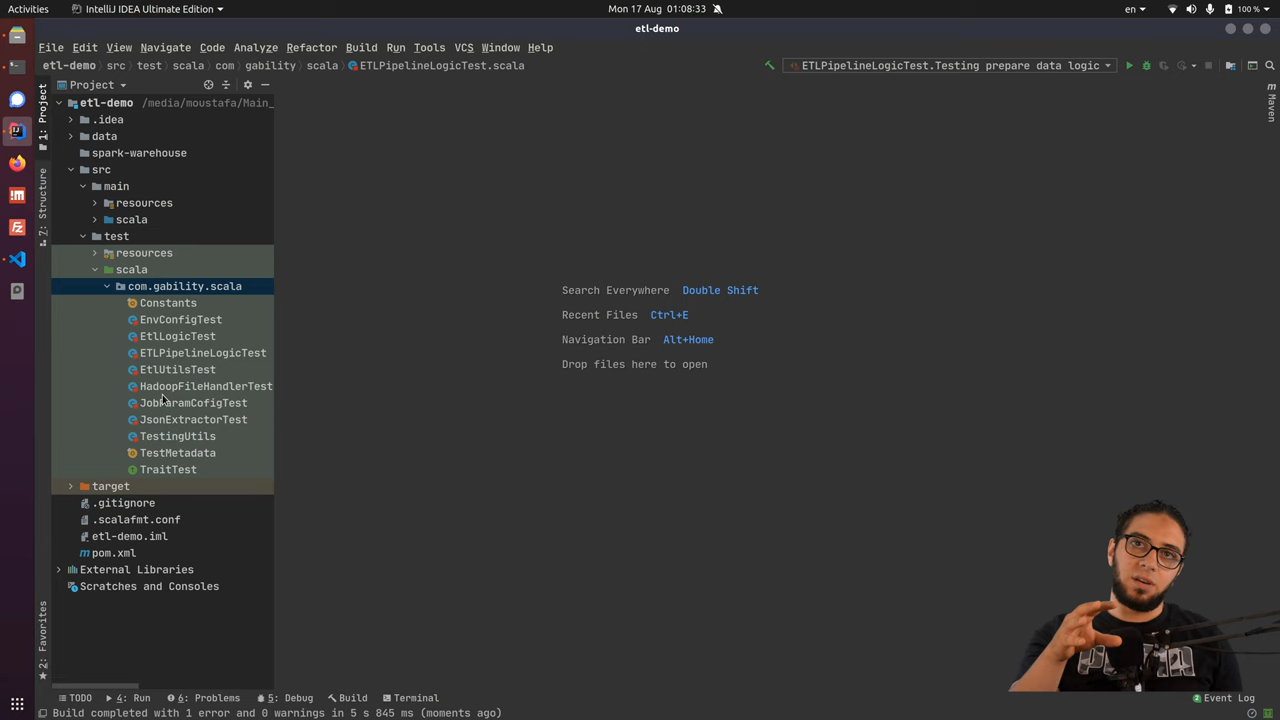 Activities
IntelliJ IDEA Ultimate Edition
Mon 17 Aug 01:08:33
en
100 %
etl-demo
File Edit View Navigate Code Analyze Refactor Build Run Tools VCS Window Help
etl-demo › src › test › scala › com › gability › scala › ETLPipelineLogicTest.scala
ETLPipelineLogicTest.Testing prepare data logic
Project
1: Project
7: Structure
2: Favorites
Maven
etl-demo /media/moustafa/Main_
.idea
data
spark-warehouse
src
main
resources
scala
test
resources
scala
com.gability.scala
Constants
EnvConfigTest
EtlLogicTest
ETLPipelineLogicTest
EtlUtilsTest
HadoopFileHandlerTest
JobParamCofigTest
JsonExtractorTest
TestingUtils
TestMetadata
TraitTest
target
.gitignore
.scalafmt.conf
etl-demo.iml
pom.xml
External Libraries
Scratches and Consoles
Search Everywhere Double Shift
Recent Files Ctrl+E
Navigation Bar Alt+Home
Drop files here to open
TODO
4: Run
6: Problems
5: Debug
Build
Terminal
2 Event Log
Build completed with 1 error and 0 warnings in 5 s 845 ms (moments ago)